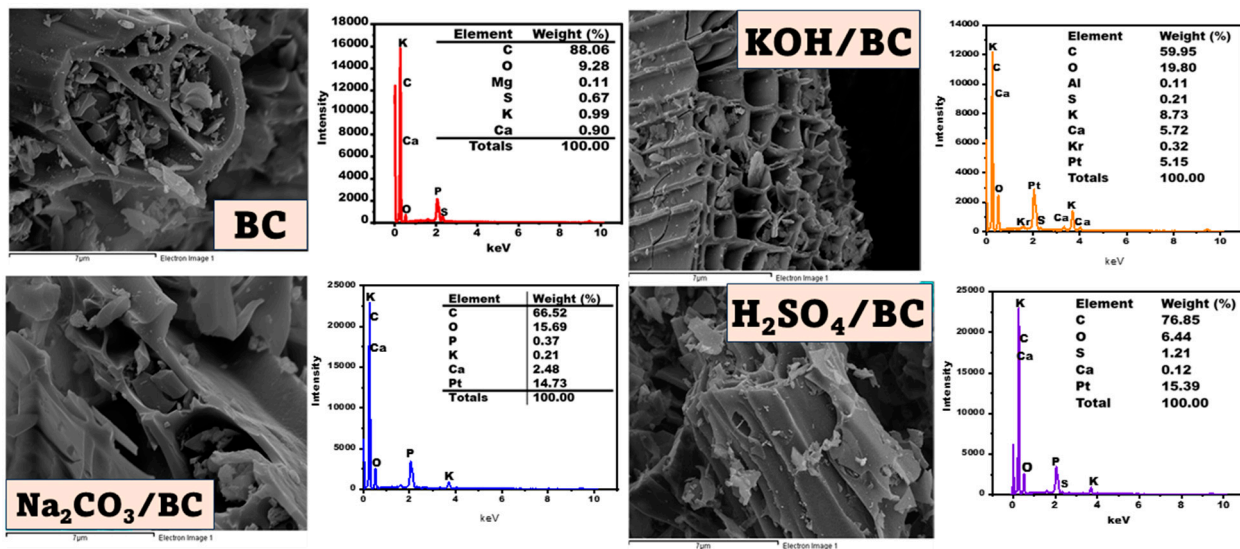 BC
7μm Electron Image 1
18000
16000
14000
12000
10000
8000
6000
4000
2000
0
Intensity
K
C
Ca
O
P
S
0 2 4 6 8 10
keV
Element Weight (%)
C 88.06
O 9.28
Mg 0.11
S 0.67
K 0.99
Ca 0.90
Totals 100.00
KOH/BC
7μm Electron Image 1
14000
12000
10000
8000
6000
4000
2000
0
Intensity
K
C
Ca
O
Kr
Pt
S
Ca
K
Ca
0 2 4 6 8 10
keV
Element Weight (%)
C 59.95
O 19.80
Al 0.11
S 0.21
K 8.73
Ca 5.72
Kr 0.32
Pt 5.15
Totals 100.00
Na₂CO₃/BC
7μm Electron Image 1
25000
20000
15000
10000
5000
0
Intensity
K
C
Ca
O
P
K
0 2 4 6 8 10
keV
Element Weight (%)
C 66.52
O 15.69
P 0.37
K 0.21
Ca 2.48
Pt 14.73
Totals 100.00
H₂SO₄/BC
7μm Electron Image 1
25000
20000
15000
10000
5000
0
Intensity
K
C
Ca
O
P
S
K
0 2 4 6 8 10
keV
Element Weight (%)
C 76.85
O 6.44
S 1.21
Ca 0.12
Pt 15.39
Total 100.00